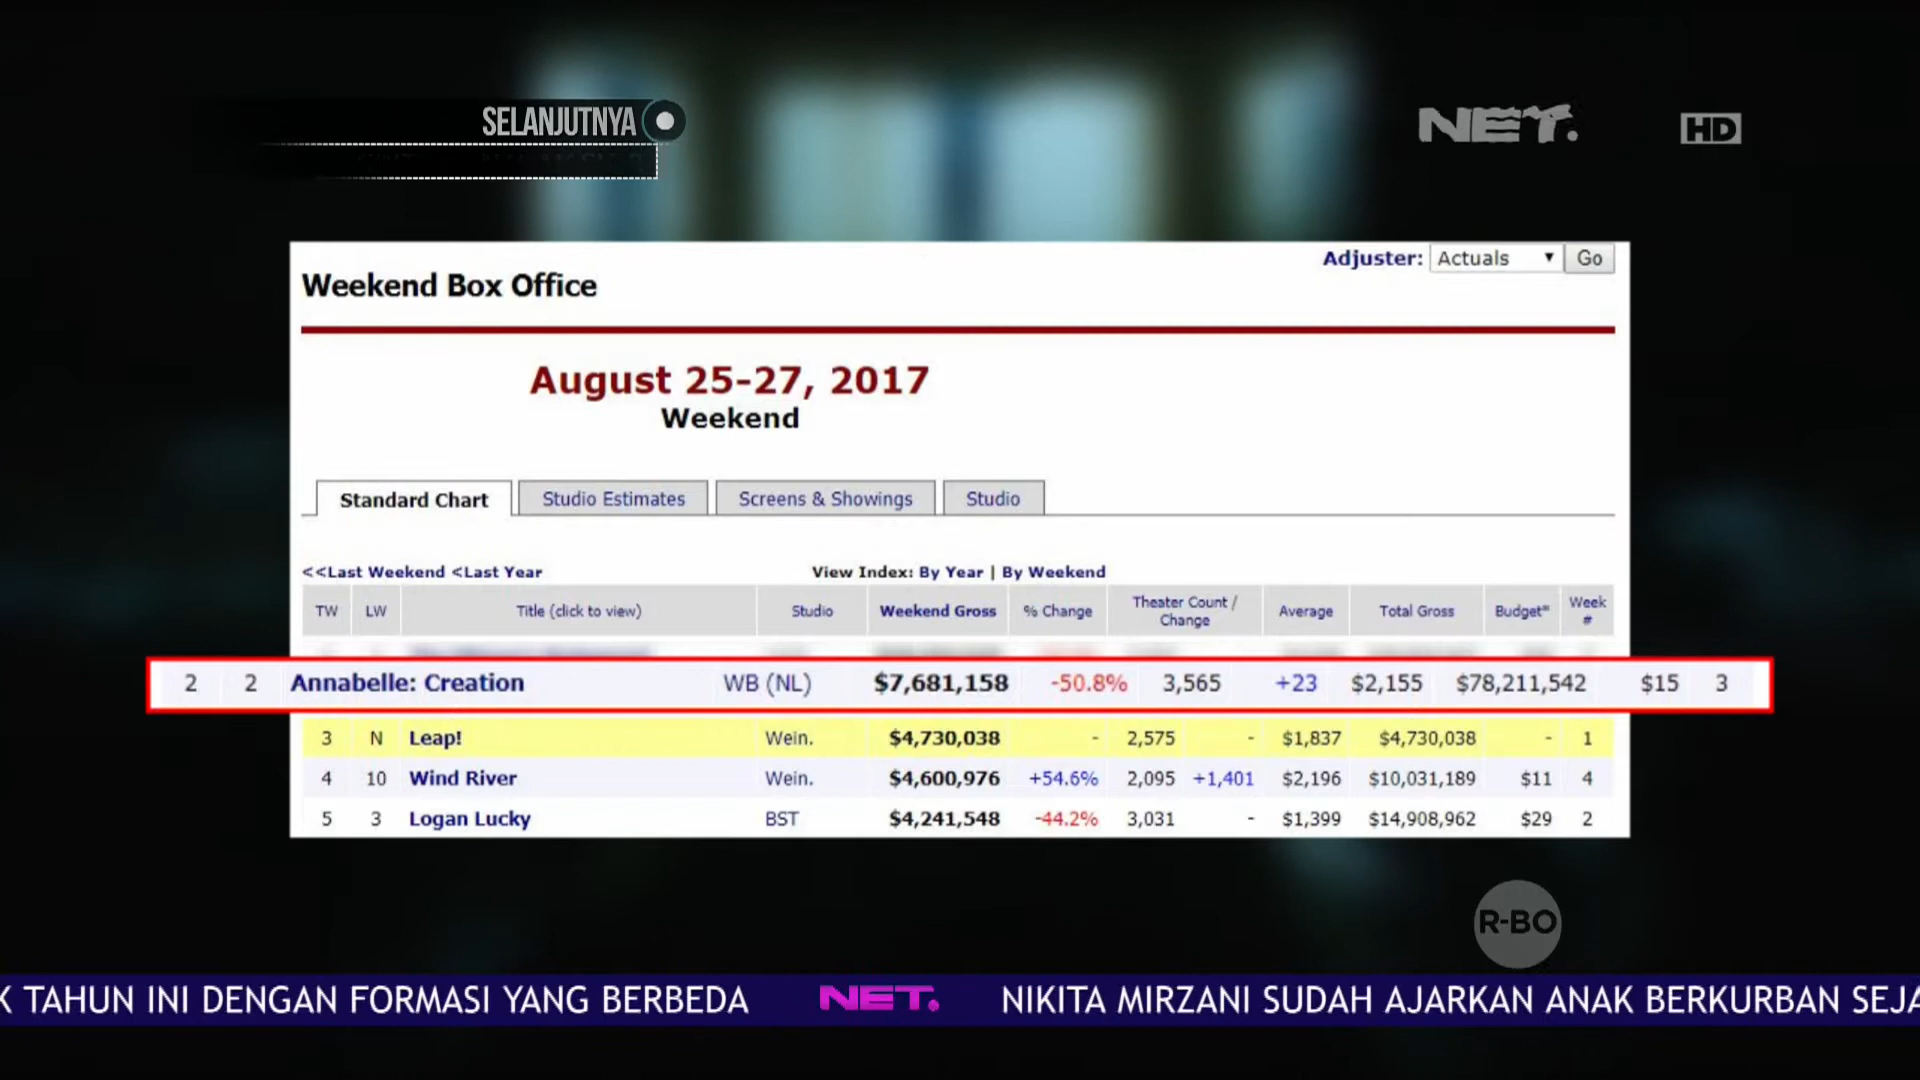 SELANJUTNYA
NET.
HD
Adjuster: Actuals Go
Weekend Box Office
August 25-27, 2017
Weekend
Standard Chart Studio Estimates Screens & Showings Studio
<<Last Weekend <Last Year View Index: By Year | By Weekend
TW LW Title (click to view) Studio Weekend Gross % Change Theater Count / Change Average Total Gross Budget* Week #
2 2 Annabelle: Creation WB (NL) $7,681,158 -50.8% 3,565 +23 $2,155 $78,211,542 $15 3
3 N Leap! Wein. $4,730,038 - 2,575 - $1,837 $4,730,038 - 1
4 10 Wind River Wein. $4,600,976 +54.6% 2,095 +1,401 $2,196 $10,031,189 $11 4
5 3 Logan Lucky BST $4,241,548 -44.2% 3,031 - $1,399 $14,908,962 $29 2
R-BO
K TAHUN INI DENGAN FORMASI YANG BERBEDA NET. NIKITA MIRZANI SUDAH AJARKAN ANAK BERKURBAN SEJA